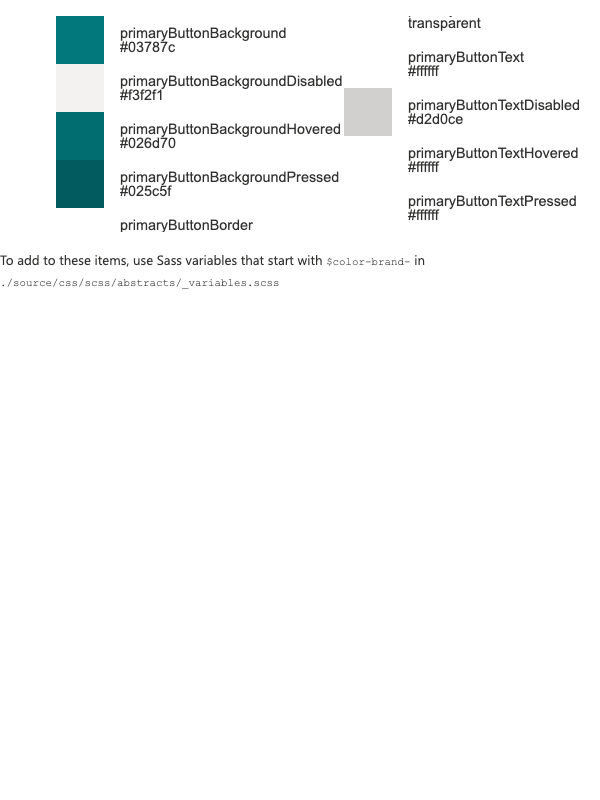 primaryButtonBackground
#03787c
primaryButtonBackgroundDisabled
#f3f2f1
primaryButtonBackgroundHovered
#026d70
primaryButtonBackgroundPressed
#025c5f
primaryButtonBorder
transparent
primaryButtonText
#ffffff
primaryButtonTextDisabled
#d2d0ce
primaryButtonTextHovered
#ffffff
primaryButtonTextPressed
#ffffff
To add to these items, use Sass variables that start with $color-brand- in
./source/css/scss/abstracts/_variables.scss